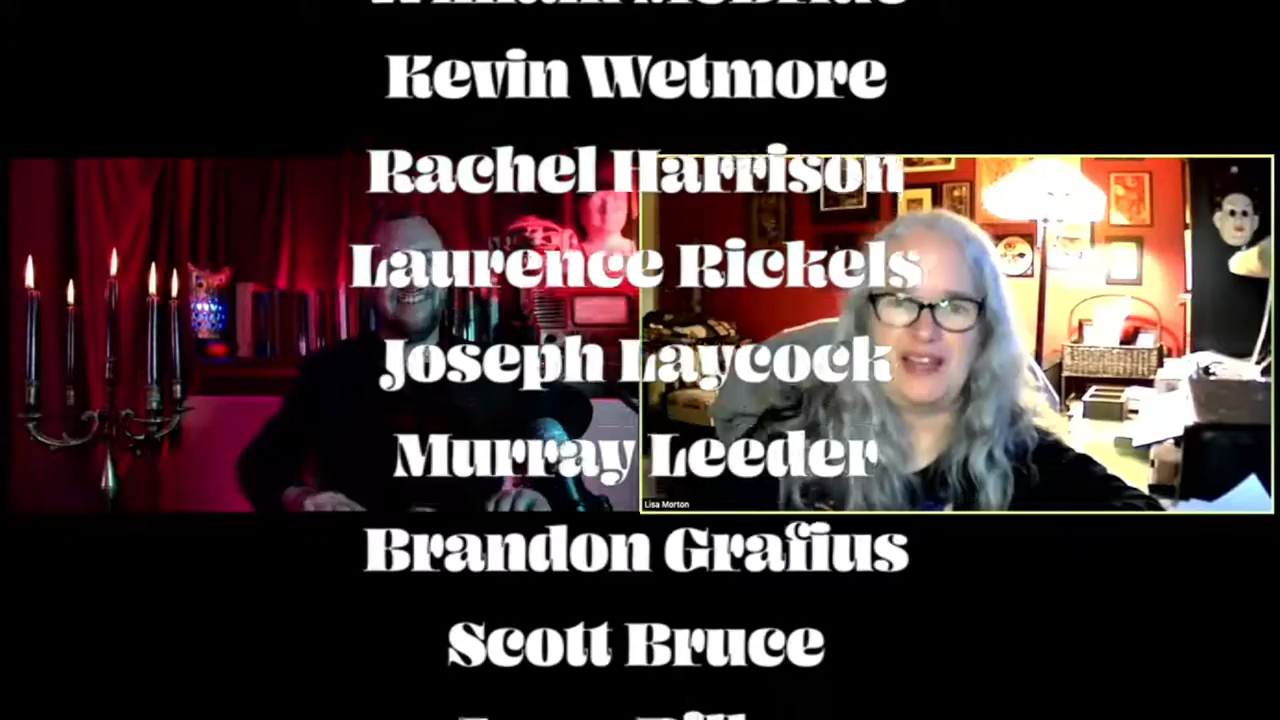 Kevin Wetmore
Rachel Harrison
Laurence Rickels
Joseph Laycock
Murray Leeder
Lisa Morton
Brandon Grafius
Scott Bruce